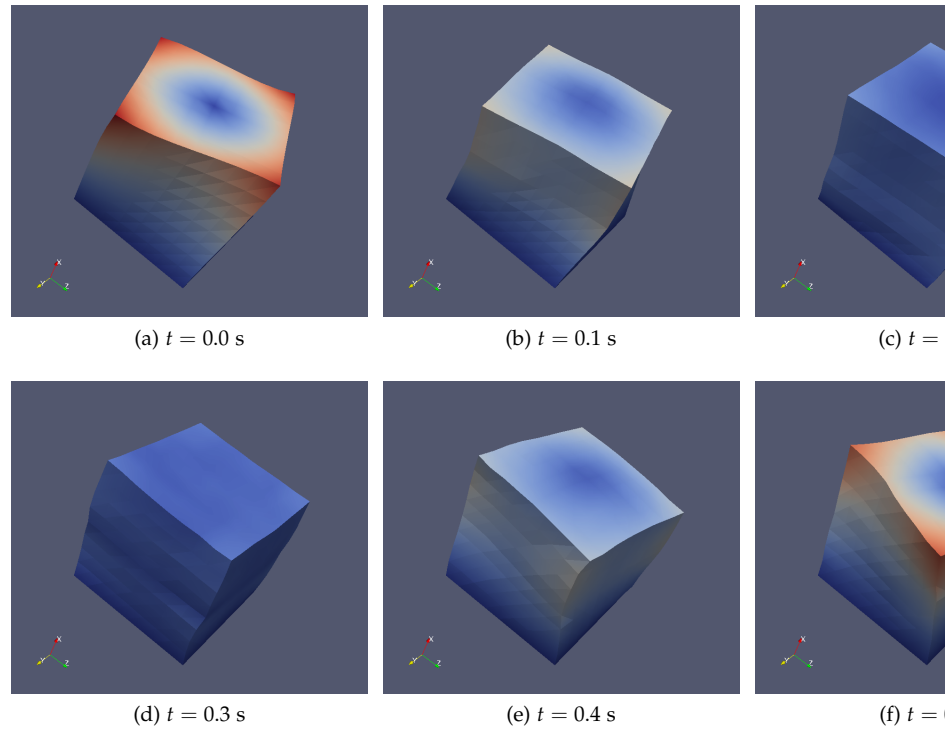 X
Y
Z
X
Y
Z
X
Y
Z
(a) t = 0.0 s
(b) t = 0.1 s
(c) t =
X
Y
Z
X
Y
Z
X
Y
Z
(d) t = 0.3 s
(e) t = 0.4 s
(f) t =